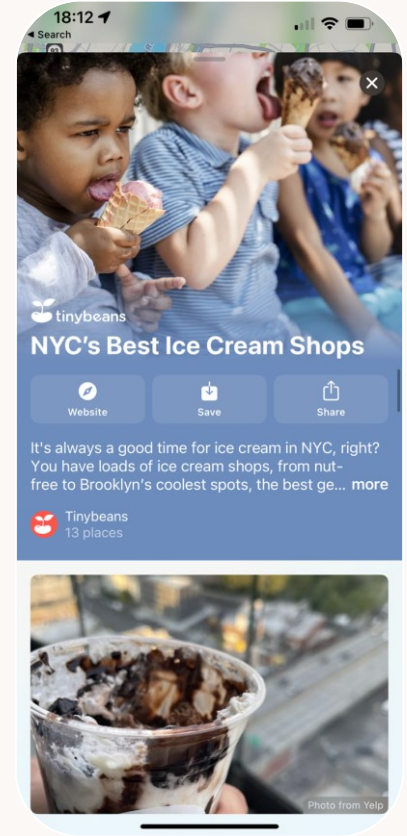 18:12
Search
93
tinybeans
NYC's Best Ice Cream Shops
Website
Save
Share
It's always a good time for ice cream in NYC, right?
You have loads of ice cream shops, from nut-
free to Brooklyn's coolest spots, the best ge... more
Tinybeans
13 places
Photo from Yelp